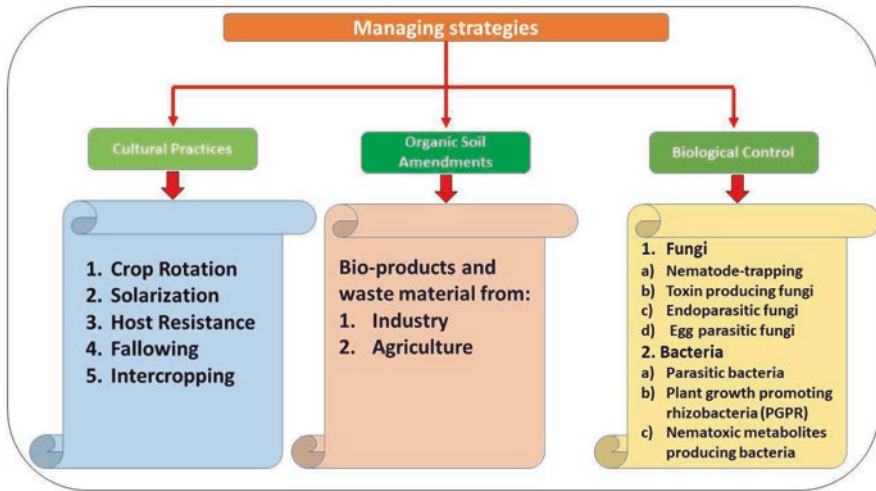 Managing strategies
Cultural Practices
Organic Soil
Amendments
Biological Control
1. Crop Rotation
2. Solarization
3. Host Resistance
4. Fallowing
5. Intercropping
Bio-products and
waste material from:
1. Industry
2. Agriculture
1. Fungi
a) Nematode-trapping
b) Toxin producing fungi
c) Endoparasitic fungi
d) Egg parasitic fungi
2. Bacteria
a) Parasitic bacteria
b) Plant growth promoting
rhizobacteria (PGPR)
c) Nematoxic metabolites
producing bacteria